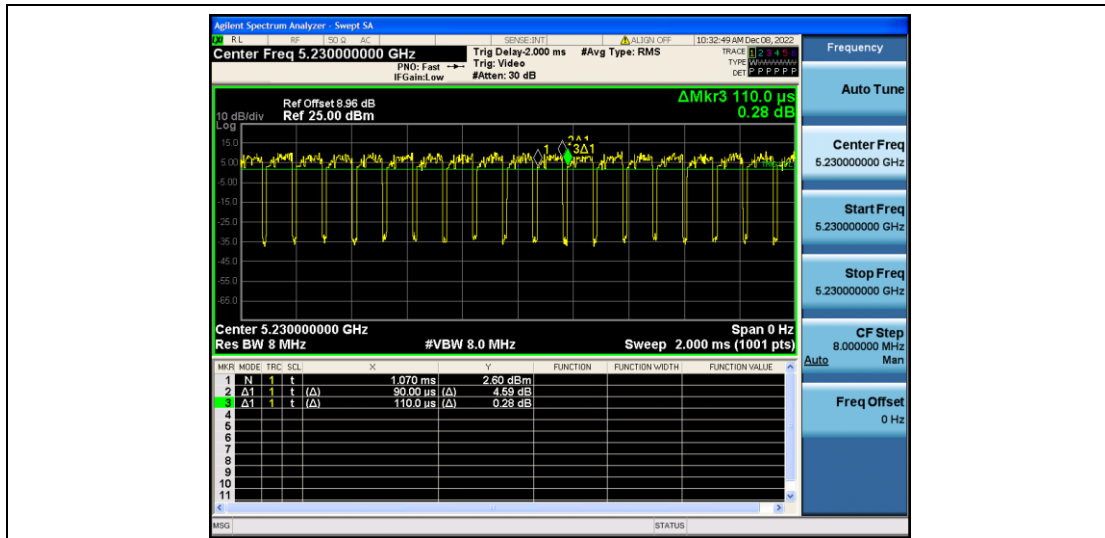 Agilent Spectrum Analyzer - Swept SA
RL RF 50 Ω AC SENSE:INT ALIGN OFF 10:32:49 AM Dec 08, 2022
Center Freq 5.230000000 GHz
PNO: Fast
IFGain:Low
Trig Delay-2.000 ms
Trig: Video
#Atten: 30 dB
#Avg Type: RMS
TRACE 1 2 3 4 5 6
TYPE WWWWWW
DET P P P P P P
ΔMkr3 110.0 µs
0.28 dB
Ref Offset 8.96 dB
10 dB/div Ref 25.00 dBm
Log
15.0
5.00
-5.00
-15.0
-25.0
-35.0
-45.0
-55.0
-65.0
1
2Δ1
3Δ1
Center 5.230000000 GHz Span 0 Hz
Res BW 8 MHz #VBW 8.0 MHz Sweep 2.000 ms (1001 pts)
MKR MODE TRC SCL X Y FUNCTION FUNCTION WIDTH FUNCTION VALUE
1 N 1 t 1.070 ms 2.60 dBm
2 Δ1 1 t (Δ) 90.00 µs (Δ) 4.59 dB
3 Δ1 1 t (Δ) 110.0 µs (Δ) 0.28 dB
4
5
6
7
8
9
10
11
MSG STATUS
Frequency
Auto Tune
Center Freq
5.230000000 GHz
Start Freq
5.230000000 GHz
Stop Freq
5.230000000 GHz
CF Step
8.000000 MHz
Auto Man
Freq Offset
0 Hz